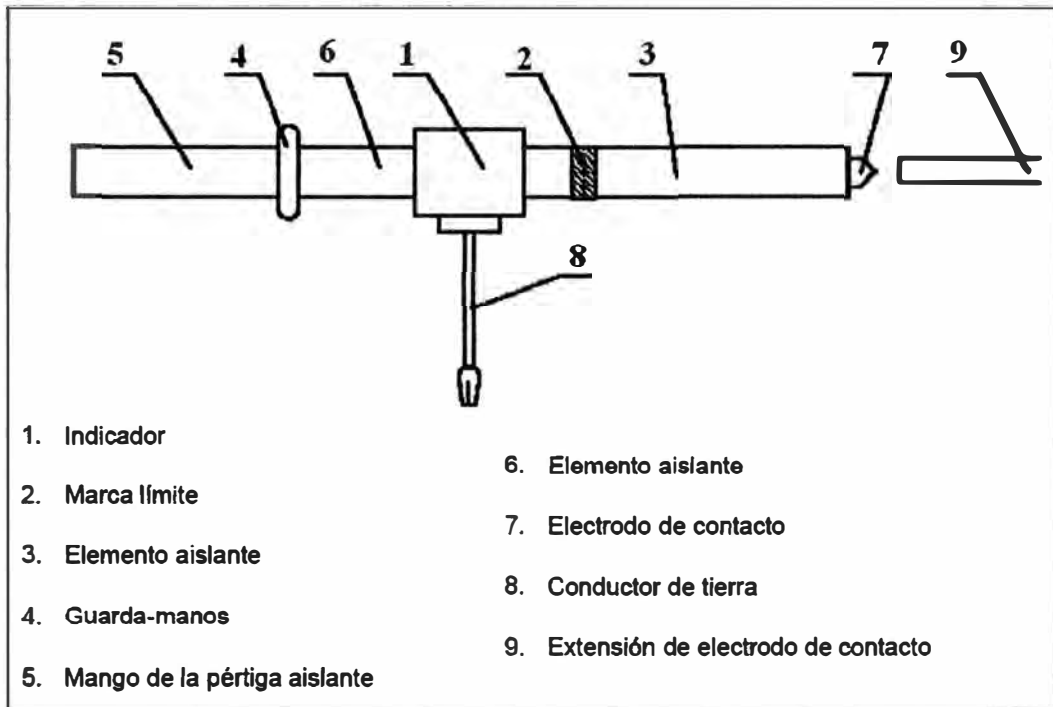 5 4 6 1 2 3 7 9
8
1. Indicador
2. Marca límite
3. Elemento aislante
4. Guarda-manos
5. Mango de la pértiga aislante
6. Elemento aislante
7. Electrodo de contacto
8. Conductor de tierra
9. Extensión de electrodo de contacto